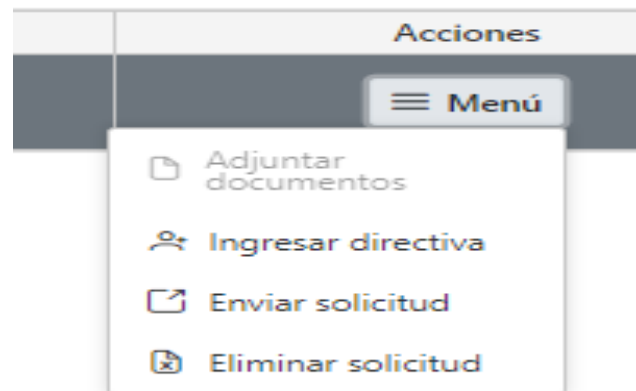 Acciones
Menú
Adjuntar
documentos
Ingresar directiva
Enviar solicitud
Eliminar solicitud